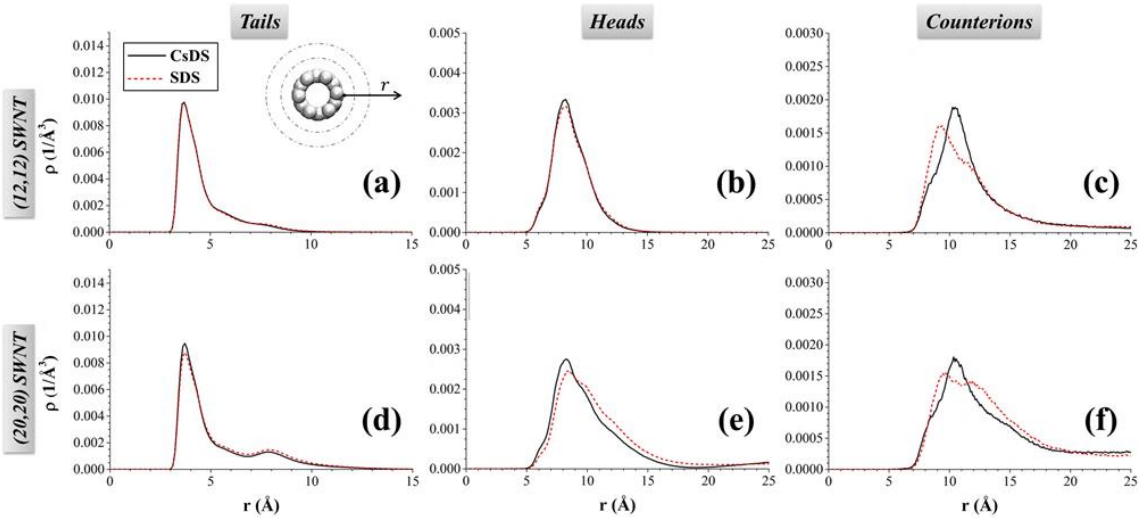 Tails
Heads
Counterions
(12,12) SWNT
ρ (1/Å³)
0.014
0.012
0.010
0.008
0.006
0.004
0.002
0.000
0 5 10 15
CsDS
SDS
r
(a)
0.005
0.004
0.003
0.002
0.001
0.000
0 5 10 15 20 25
(b)
0.0030
0.0025
0.0020
0.0015
0.0010
0.0005
0.0000
0 5 10 15 20 25
(c)
(20,20) SWNT
ρ (1/Å³)
0.014
0.012
0.010
0.008
0.006
0.004
0.002
0.000
0 5 10 15
r (Å)
(d)
0.005
0.004
0.003
0.002
0.001
0.000
0 5 10 15 20 25
r (Å)
(e)
0.0030
0.0025
0.0020
0.0015
0.0010
0.0005
0.0000
0 5 10 15 20 25
r (Å)
(f)